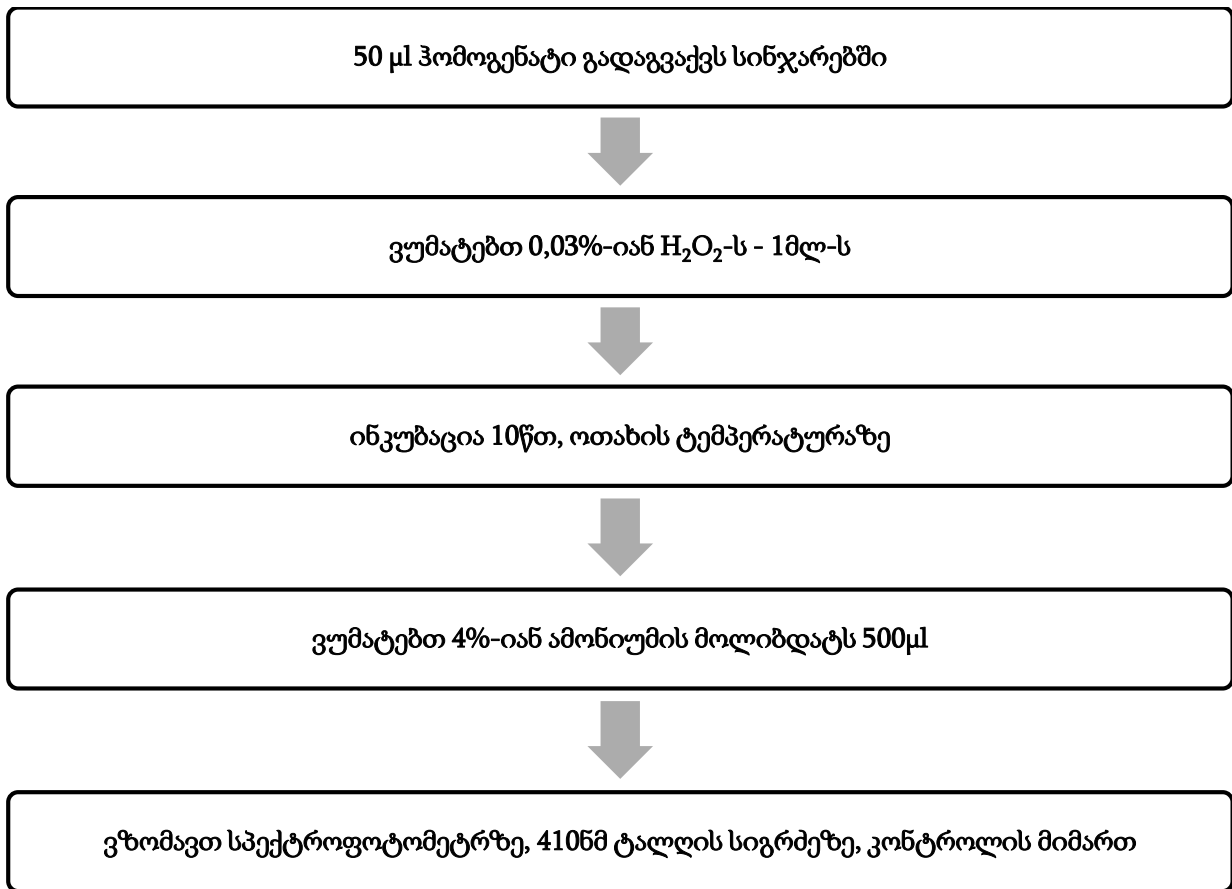 50 μl ჰომოგენატი გადაგვაქვს სინჯარებში
ვუმატებთ 0,03%-იან H₂O₂-ს - 1მლ-ს
ინკუბაცია 10წთ, ოთახის ტემპერატურაზე
ვუმატებთ 4%-იან ამონიუმის მოლიბდატს 500μl
ვზომავთ სპექტროფოტომეტრზე, 410ნმ ტალღის სიგრძეზე, კონტროლის მიმართ